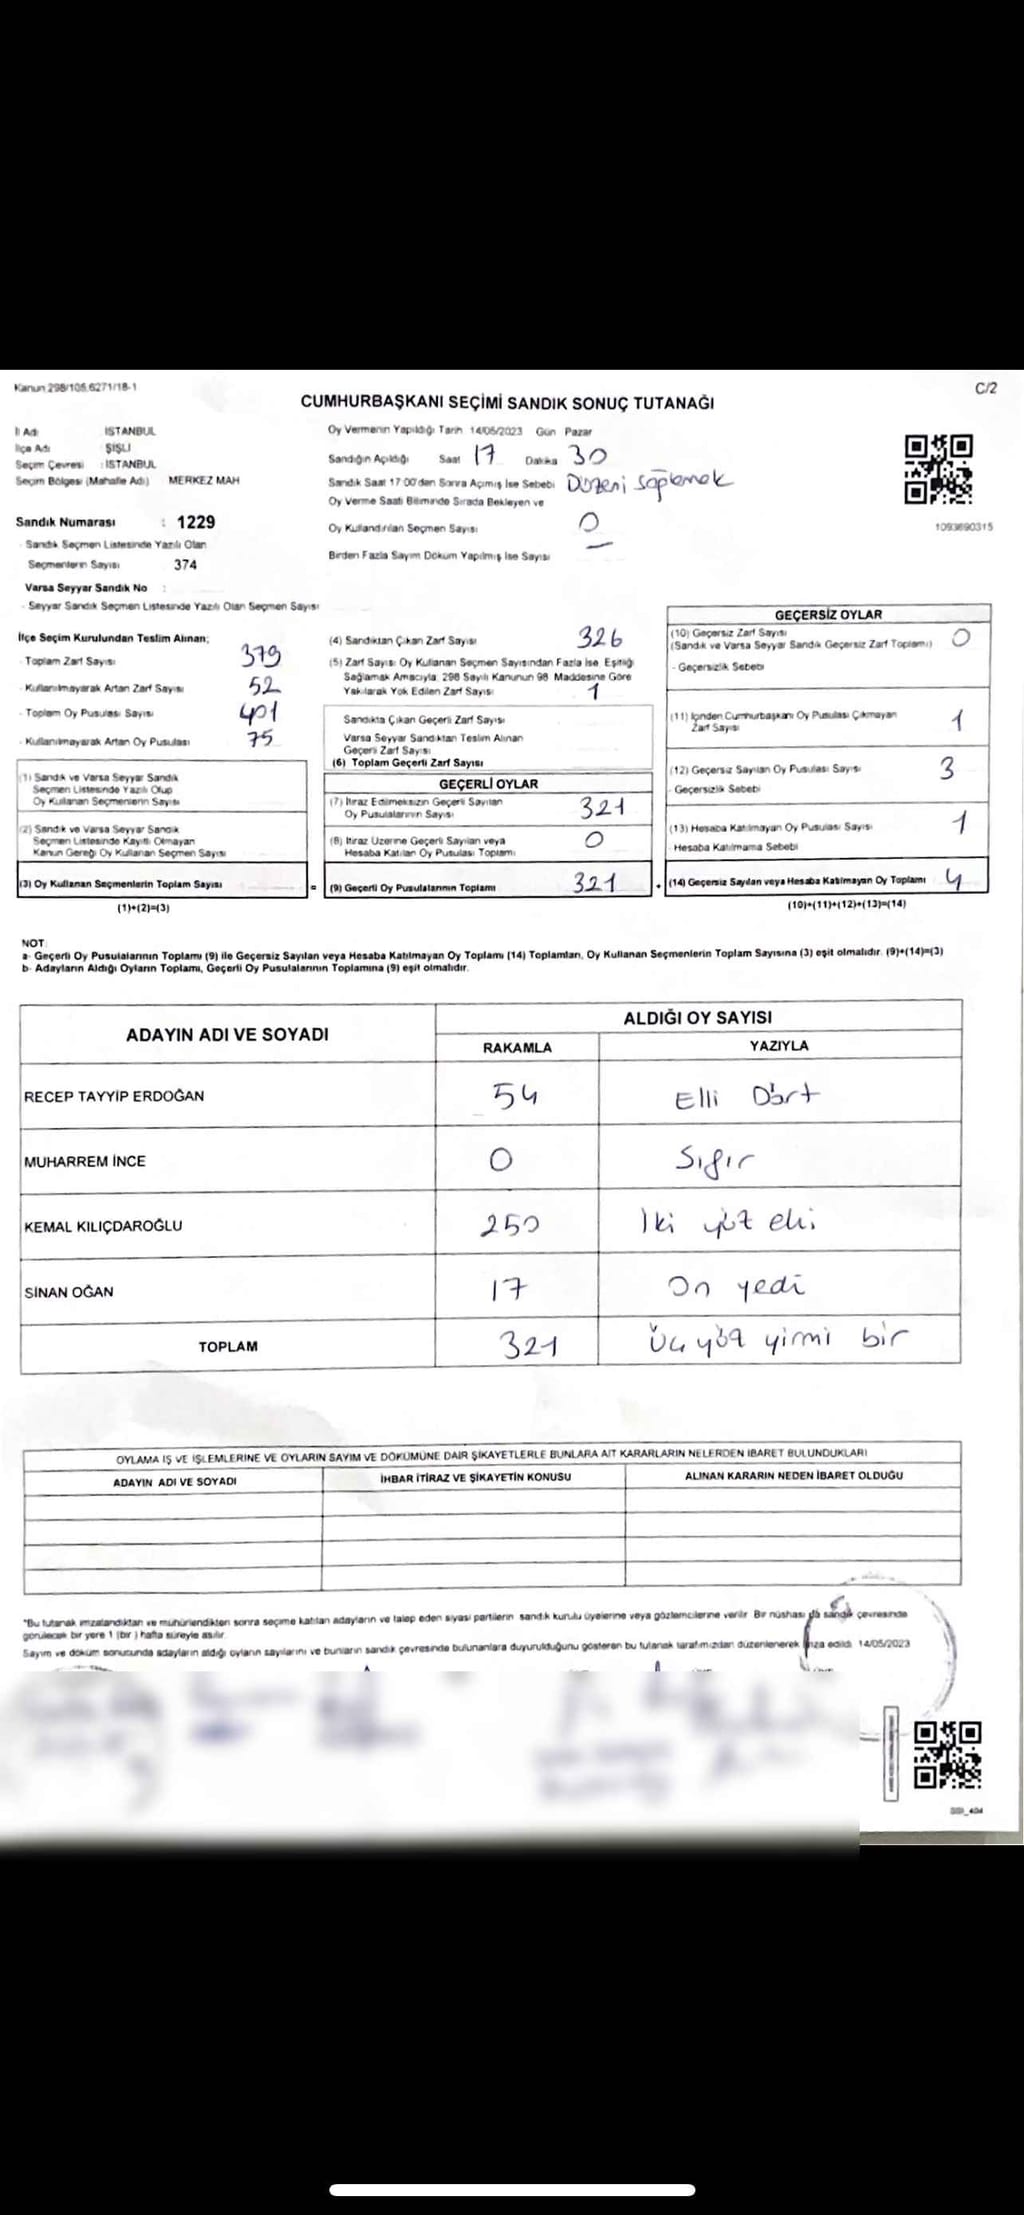 Kanun 298/105,6271/18-1
C/2
CUMHURBAŞKANI SEÇİMİ SANDIK SONUÇ TUTANAĞI
İl Adı İSTANBUL
İlçe Adı ŞİŞLİ
Seçim Çevresi : İSTANBUL
Seçim Bölgesi (Mahalle Adı) MERKEZ MAH
Sandık Numarası : 1229
- Sandık Seçmen Listesinde Yazılı Olan
Seçmenlerin Sayısı 374
Varsa Seyyar Sandık No :
- Seyyar Sandık Seçmen Listesinde Yazılı Olan Seçmen Sayısı
Oy Vermenin Yapıldığı Tarih 14/05/2023 Gün Pazar
Sandığın Açıldığı Saat 17 Dakika 30
Sandık Saat 17:00'den Sonra Açılmış İse Sebebi Düzeni sağlamak
Oy Verme Saati Bitiminde Sırada Bekleyen ve
Oy Kullandırılan Seçmen Sayısı 0
Birden Fazla Sayım Döküm Yapılmış İse Sayısı –
1093690315
İlçe Seçim Kurulundan Teslim Alınan;
- Toplam Zarf Sayısı 379
- Kullanılmayarak Artan Zarf Sayısı 52
- Toplam Oy Pusulası Sayısı 401
- Kullanılmayarak Artan Oy Pusulası 75
(1) Sandık ve Varsa Seyyar Sandık
Seçmen Listesinde Yazılı Olup
Oy Kullanan Seçmenlerin Sayısı
(2) Sandık ve Varsa Seyyar Sandık
Seçmen Listesinde Kayıtlı Olmayan
Kanun Gereği Oy Kullanan Seçmen Sayısı
(3) Oy Kullanan Seçmenlerin Toplam Sayısı =
(1)+(2)=(3)
(4) Sandıktan Çıkan Zarf Sayısı 326
(5) Zarf Sayısı Oy Kullanan Seçmen Sayısından Fazla İse, Eşitliği
Sağlamak Amacıyla, 298 Sayılı Kanunun 98 Maddesine Göre
Yakılarak Yok Edilen Zarf Sayısı 1
Sandıkta Çıkan Geçerli Zarf Sayısı
Varsa Seyyar Sandıktan Teslim Alınan
Geçerli Zarf Sayısı
(6) Toplam Geçerli Zarf Sayısı
GEÇERLİ OYLAR
(7) İtiraz Edilmeksizin Geçerli Sayılan
Oy Pusulalarının Sayısı 321
(8) İtiraz Üzerine Geçerli Sayılan veya
Hesaba Katılan Oy Pusulası Toplamı 0
(9) Geçerli Oy Pusulalarının Toplamı 321 +
GEÇERSİZ OYLAR
(10) Geçersiz Zarf Sayısı 0
(Sandık ve Varsa Seyyar Sandık Geçersiz Zarf Toplamı)
- Geçersizlik Sebebi
(11) İçinden Cumhurbaşkanı Oy Pusulası Çıkmayan
Zarf Sayısı 1
(12) Geçersiz Sayılan Oy Pusulası Sayısı 3
- Geçersizlik Sebebi
(13) Hesaba Katılmayan Oy Pusulası Sayısı 1
- Hesaba Katılmama Sebebi
(14) Geçersiz Sayılan veya Hesaba Katılmayan Oy Toplamı 4
(10)+(11)+(12)+(13)=(14)
NOT:
a- Geçerli Oy Pusulalarının Toplamı (9) ile Geçersiz Sayılan veya Hesaba Katılmayan Oy Toplamı (14) Toplamları, Oy Kullanan Seçmenlerin Toplam Sayısına (3) eşit olmalıdır. (9)+(14)=(3)
b- Adayların Aldığı Oyların Toplamı, Geçerli Oy Pusulalarının Toplamına (9) eşit olmalıdır.
ADAYIN ADI VE SOYADI
ALDIĞI OY SAYISI
RAKAMLA YAZIYLA
RECEP TAYYİP ERDOĞAN 54 Elli Dört
MUHARREM İNCE 0 Sıfır
KEMAL KILIÇDAROĞLU 250 İki yüz elli
SİNAN OĞAN 17 On yedi
TOPLAM 321 Üç yüz yirmi bir
OYLAMA İŞ VE İŞLEMLERİNE VE OYLARIN SAYIM VE DÖKÜMÜNE DAİR ŞİKAYETLERLE BUNLARA AİT KARARLARIN NELERDEN İBARET BULUNDUKLARI
ADAYIN ADI VE SOYADI İHBAR İTİRAZ VE ŞİKAYETİN KONUSU ALINAN KARARIN NEDEN İBARET OLDUĞU
*Bu tutanak imzalandıktan ve mühürlendikten sonra seçime katılan adayların ve talep eden siyasi partilerin sandık kurulu üyelerine veya gözlemcilerine verilir. Bir nüshası da sandık çevresinde
görülecek bir yere 1 (bir) hafta süreyle asılır.
Sayım ve döküm sonucunda adayların aldığı oyların sayılarını ve bunların sandık çevresinde bulunanlara duyurulduğunu gösteren bu tutanak tarafımızdan düzenlenerek imza edildi. 14/05/2023